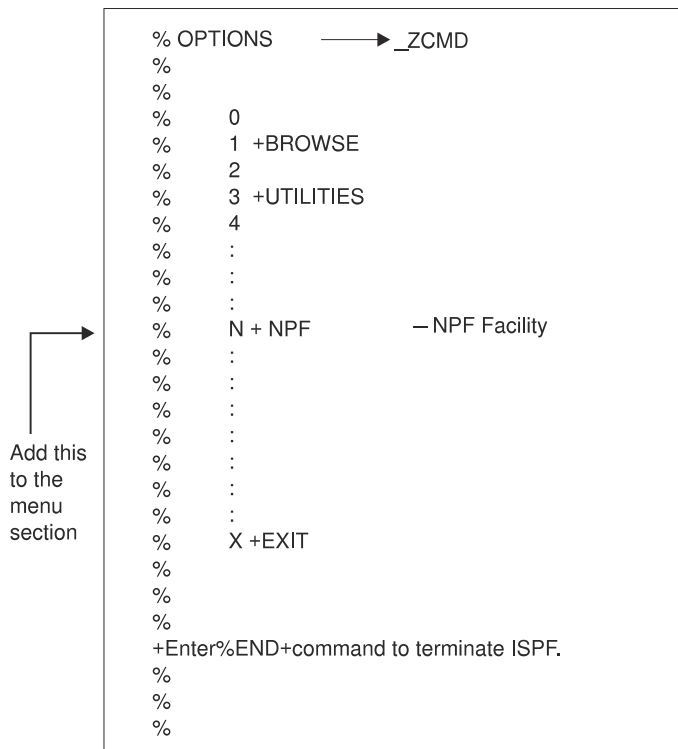 % OPTIONS _ZCMD
%
%
% 0
% 1 +BROWSE
% 2
% 3 +UTILITIES
% 4
% :
% :
% :
% N + NPF – NPF Facility
% :
% :
% :
% :
% :
% :
% :
% X +EXIT
%
%
%
+Enter%END+command to terminate ISPF.
%
%
%
Add this
to the
menu
section